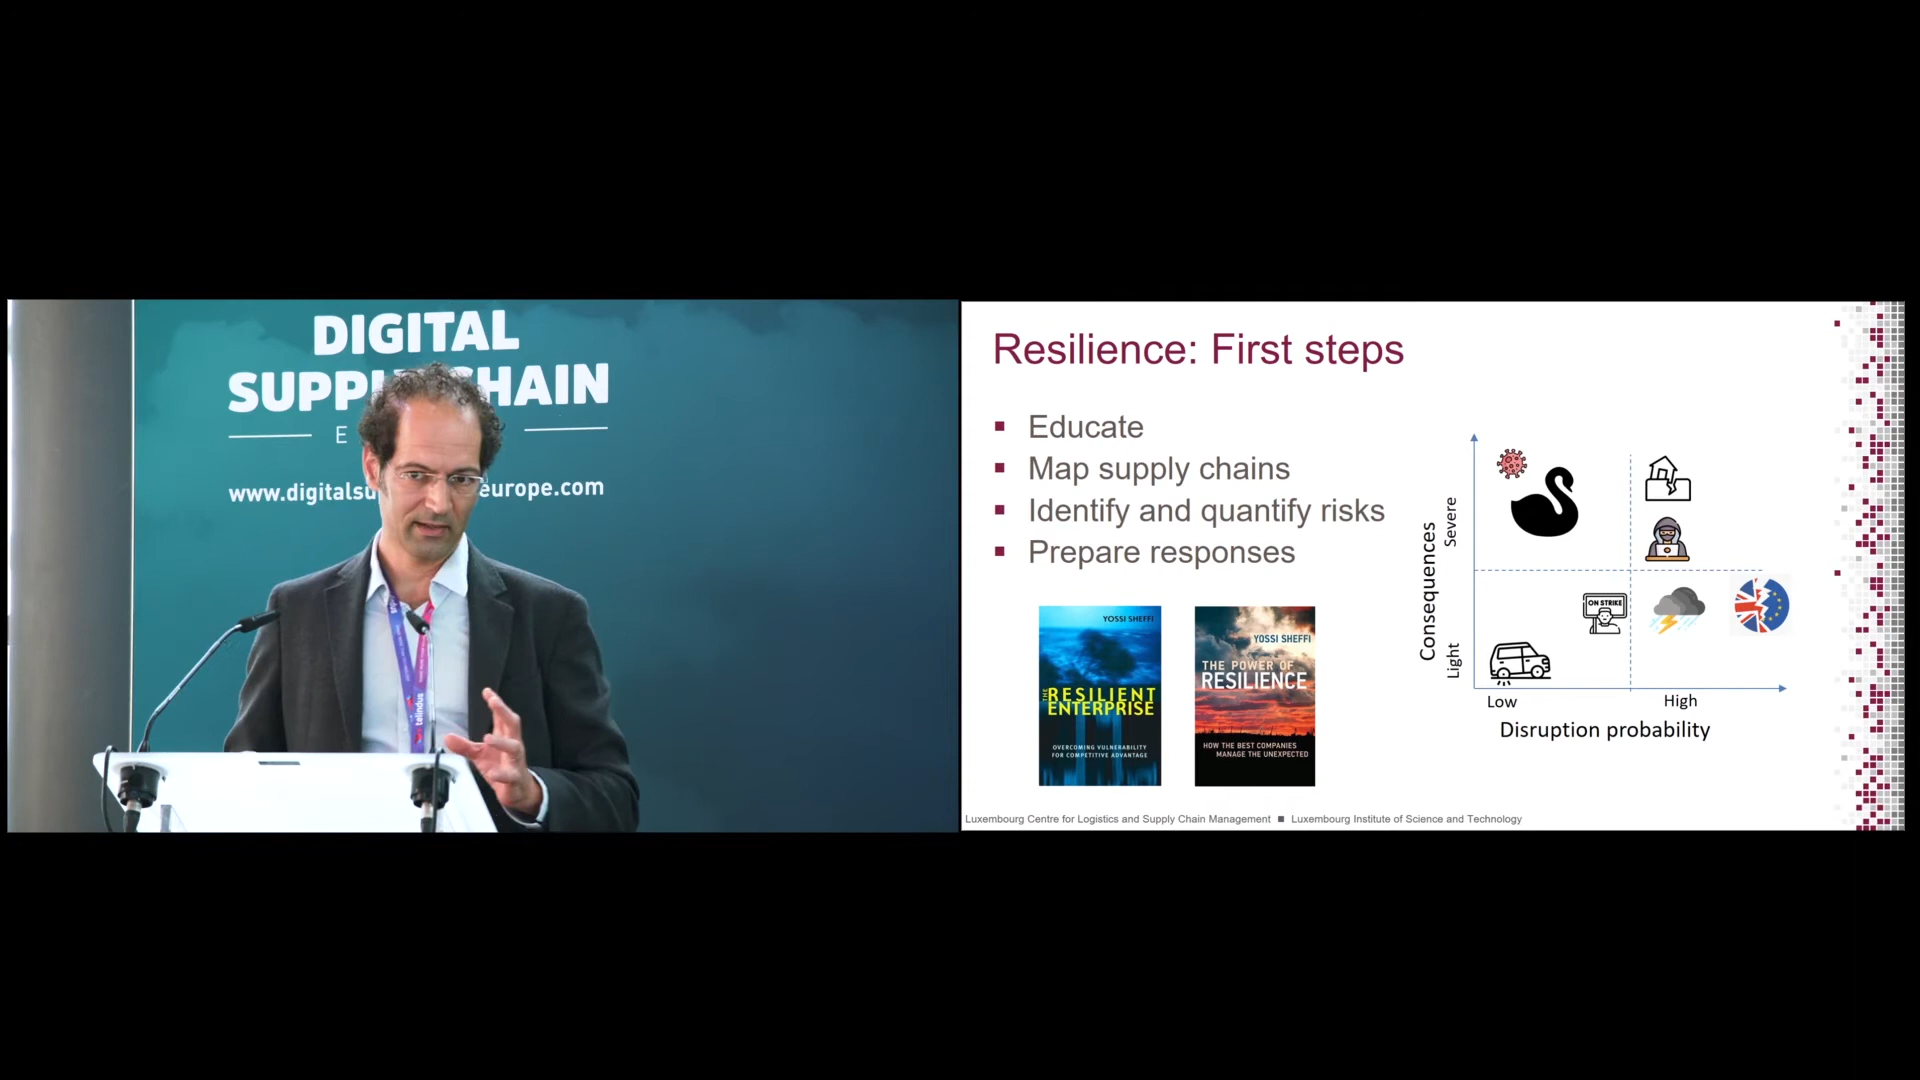 DIGITAL
SUPP CHAIN
E
www.digitalsu europe.com
telindus
Resilience: First steps
Educate
Map supply chains
Identify and quantify risks
Prepare responses
YOSSI SHEFFI
THE RESILIENT
ENTERPRISE
OVERCOMING VULNERABILITY
FOR COMPETITIVE ADVANTAGE
YOSSI SHEFFI
THE POWER OF
RESILIENCE
HOW THE BEST COMPANIES
MANAGE THE UNEXPECTED
Consequences
Severe
Light
ON STRIKE
Low
High
Disruption probability
Luxembourg Centre for Logistics and Supply Chain Management ■ Luxembourg Institute of Science and Technology